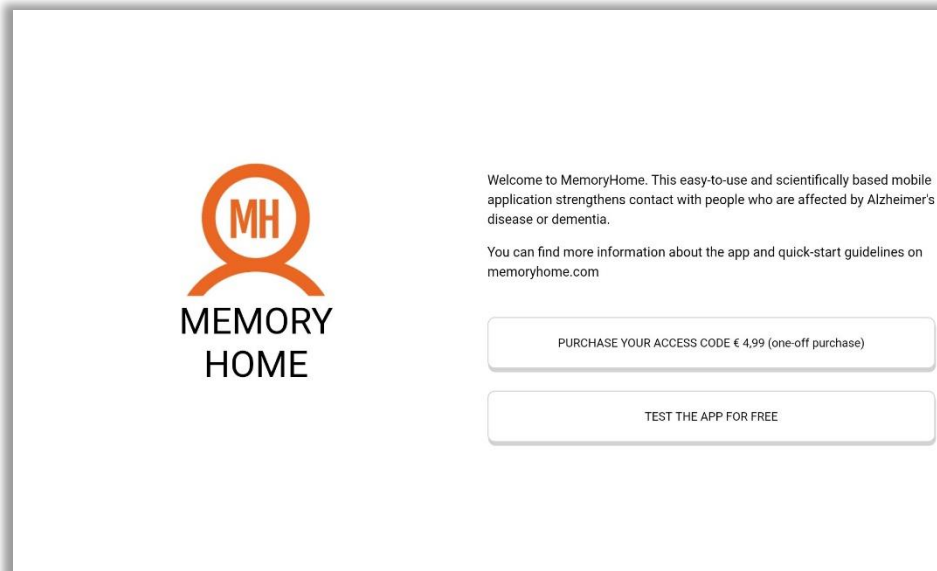 MH
MEMORY
HOME
Welcome to MemoryHome. This easy-to-use and scientifically based mobile
application strengthens contact with people who are affected by Alzheimer's
disease or dementia.
You can find more information about the app and quick-start guidelines on
memoryhome.com
PURCHASE YOUR ACCESS CODE € 4,99 (one-off purchase)
TEST THE APP FOR FREE